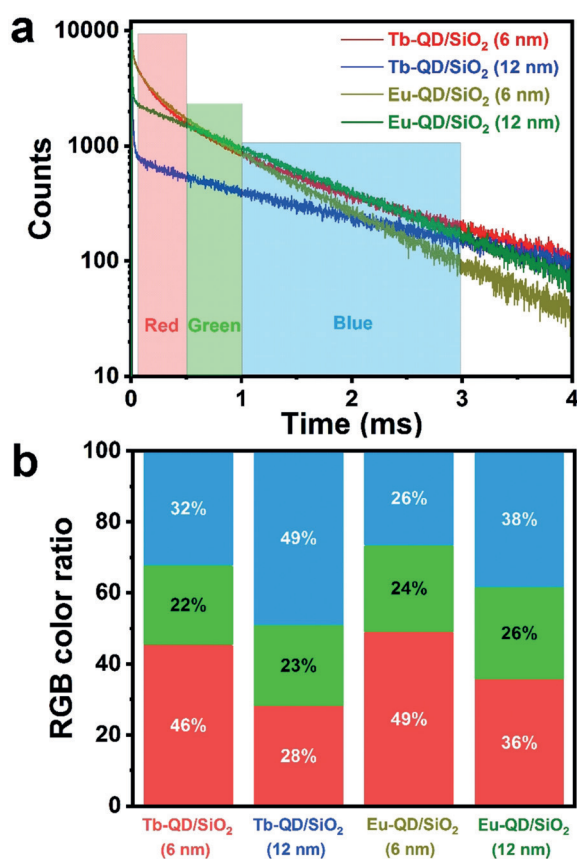 a
Tb-QD/SiO₂ (6 nm)
Tb-QD/SiO₂ (12 nm)
Eu-QD/SiO₂ (6 nm)
Eu-QD/SiO₂ (12 nm)
Counts
10000
1000
100
10
Red
Green
Blue
0
1
2
3
4
Time (ms)
b
RGB color ratio
100
80
60
40
20
0
32%
49%
26%
38%
22%
23%
24%
26%
46%
28%
49%
36%
Tb-QD/SiO₂ Tb-QD/SiO₂ Eu-QD/SiO₂ Eu-QD/SiO₂
(6 nm) (12 nm) (6 nm) (12 nm)